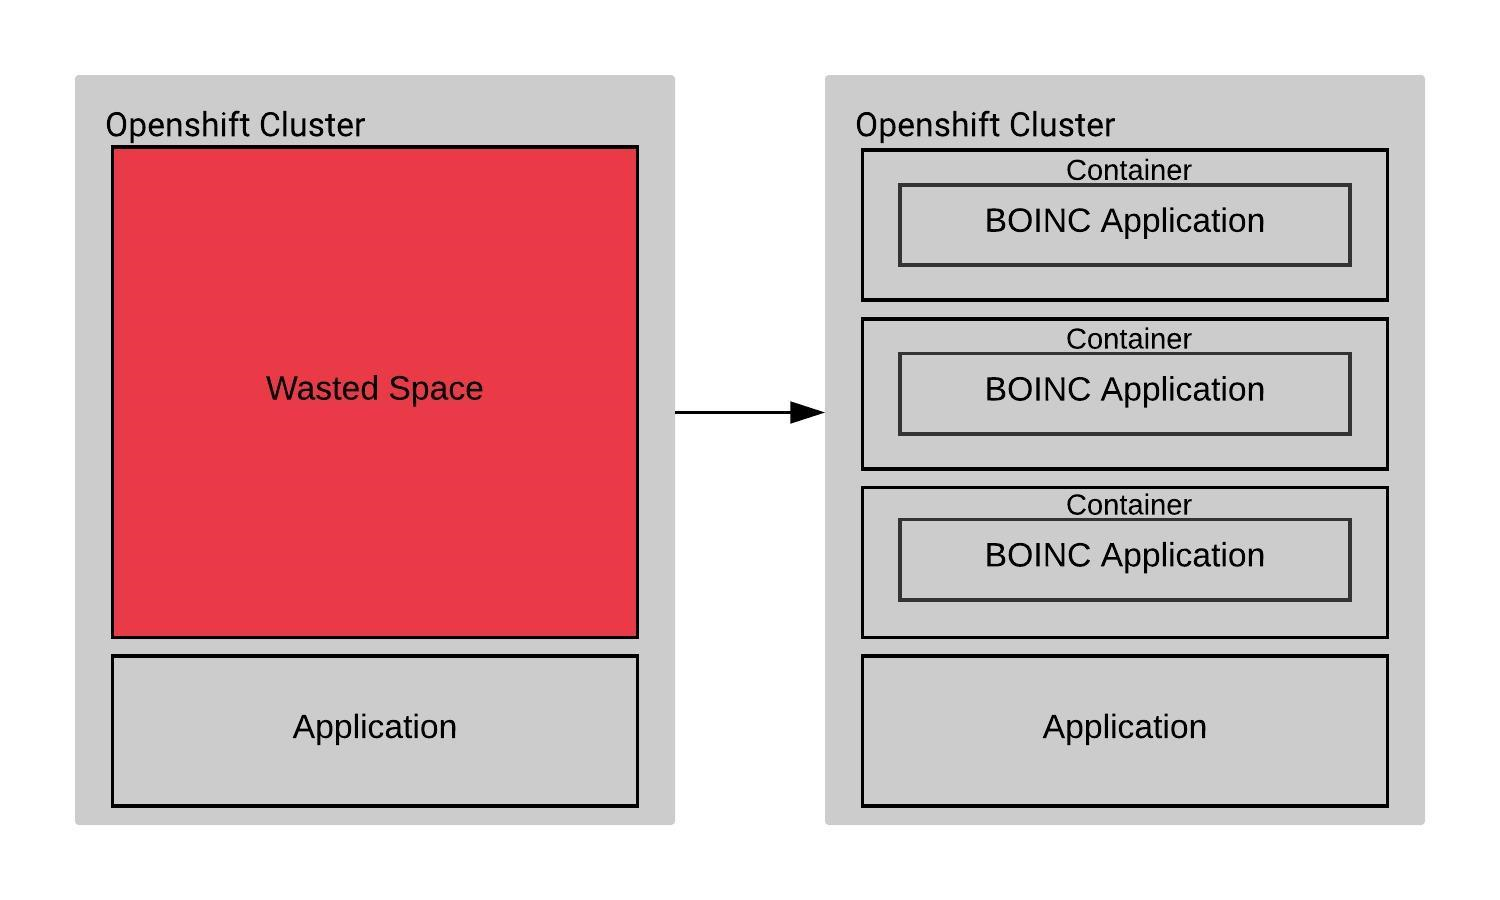 Openshift Cluster
Wasted Space
Application
Openshift Cluster
Container
BOINC Application
Container
BOINC Application
Container
BOINC Application
Application